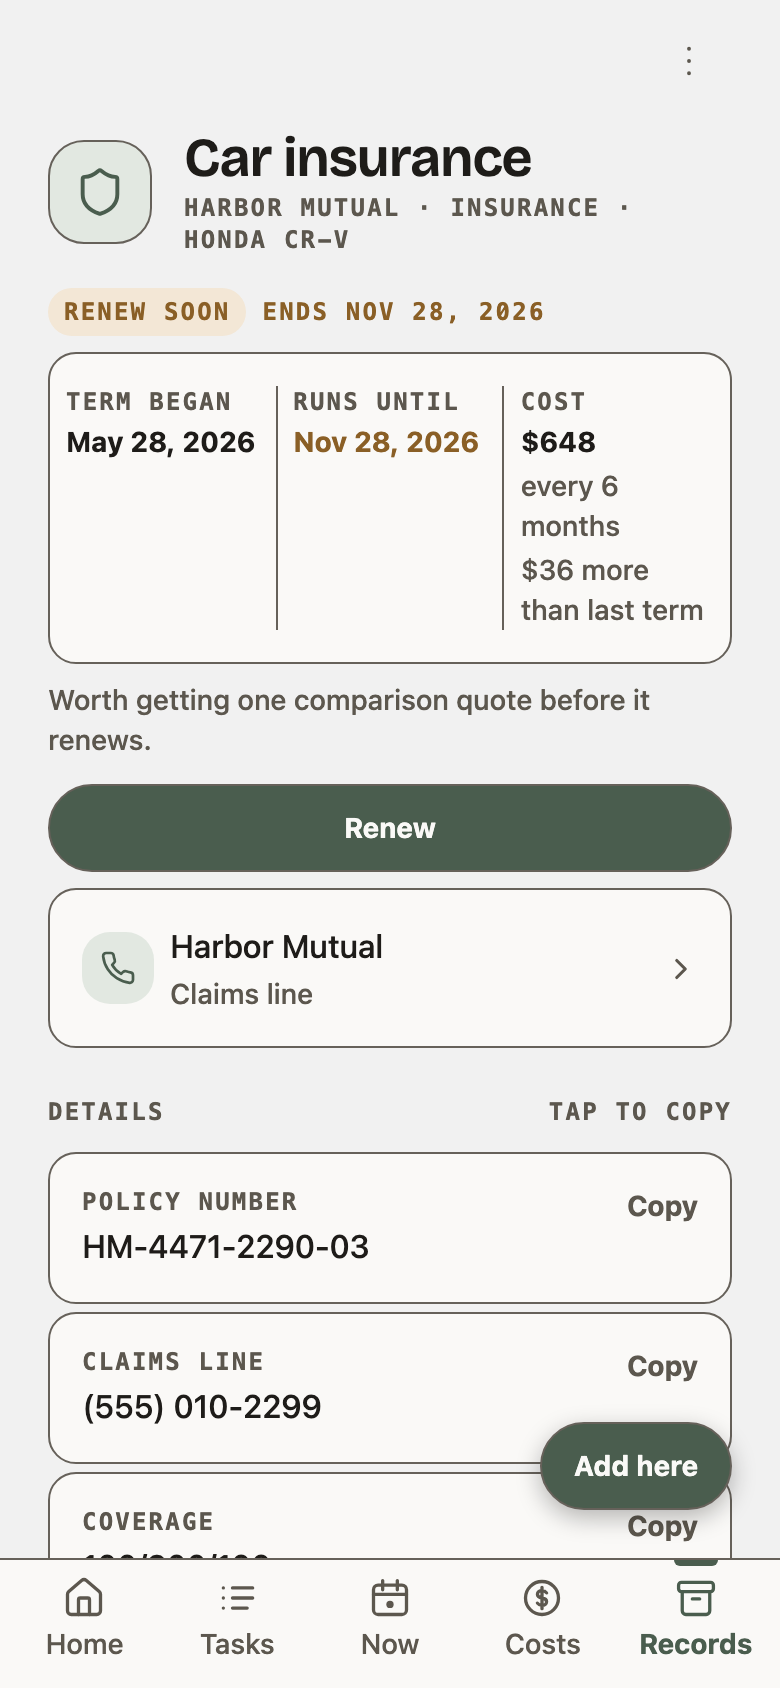 Car insurance
HARBOR MUTUAL · INSURANCE ·
HONDA CR-V
RENEW SOON ENDS NOV 28, 2026
TERM BEGAN
May 28, 2026
RUNS UNTIL
Nov 28, 2026
COST
$648
every 6
months
$36 more
than last term
Worth getting one comparison quote before it
renews.
Renew
Harbor Mutual
Claims line
DETAILS TAP TO COPY
POLICY NUMBER Copy
HM-4471-2290-03
CLAIMS LINE Copy
(555) 010-2299
Add here
COVERAGE Copy
Home Tasks Now Costs Records